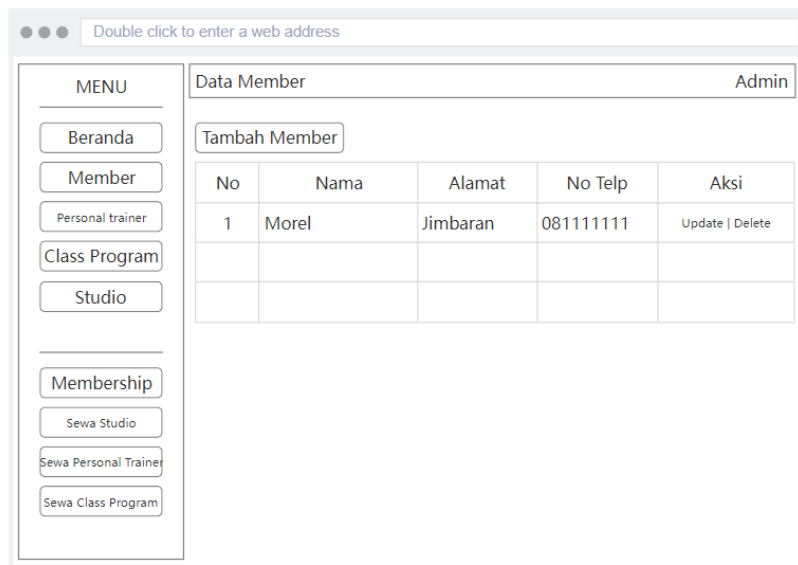 Double click to enter a web address
MENU
Beranda
Member
Personal trainer
Class Program
Studio
Membership
Sewa Studio
Sewa Personal Trainer
Sewa Class Program
Data Member Admin
Tambah Member
No Nama Alamat No Telp Aksi
1 Morel Jimbaran 081111111 Update | Delete